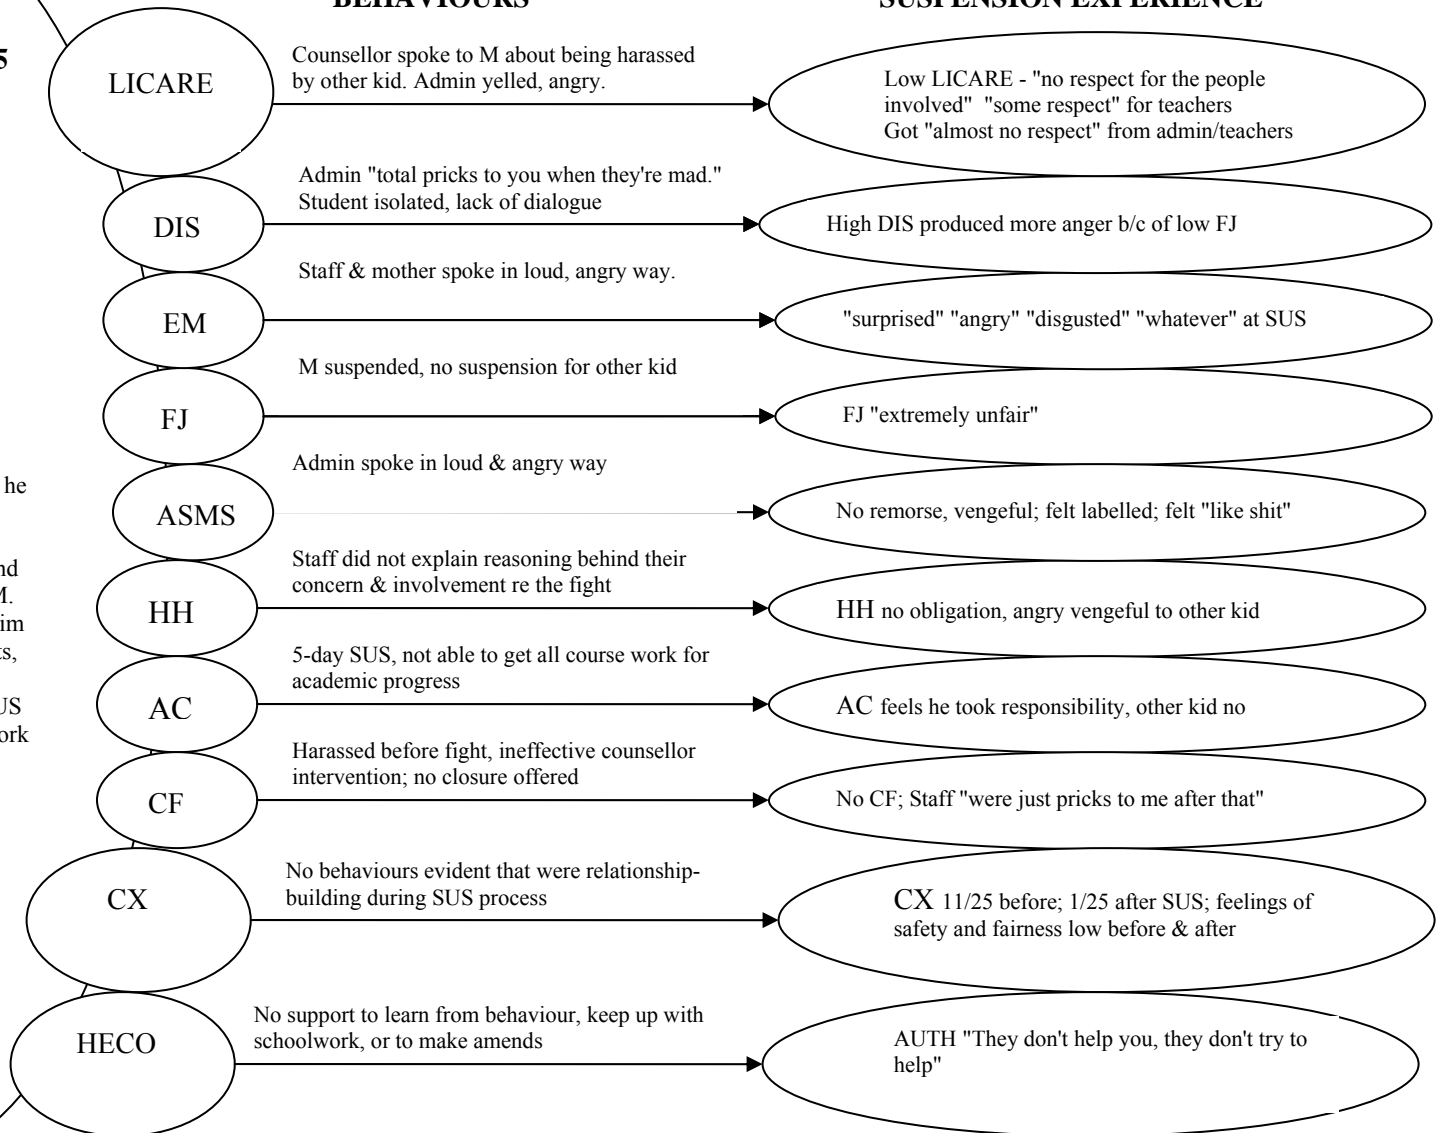 BEHAVIOURS
SUSPENSION EXPERIENCE
5
LICARE
Counsellor spoke to M about being harassed
by other kid. Admin yelled, angry.
Low LICARE - "no respect for the people
involved"  "some respect" for teachers
Got "almost no respect" from admin/teachers
DIS
Admin "total pricks to you when they're mad."
Student isolated, lack of dialogue
High DIS produced more anger b/c of low FJ
EM
Staff & mother spoke in loud, angry way.
"surprised" "angry" "disgusted" "whatever" at SUS
FJ
M suspended, no suspension for other kid
FJ "extremely unfair"
he
ASMS
Admin spoke in loud & angry way
No remorse, vengeful; felt labelled; felt "like shit"
HH
Staff did not explain reasoning behind their
concern & involvement re the fight
HH no obligation, angry vengeful to other kid
AC
5-day SUS, not able to get all course work for
academic progress
AC feels he took responsibility, other kid no
CF
Harassed before fight, ineffective counsellor
intervention; no closure offered
No CF; Staff "were just pricks to me after that"
CX
No behaviours evident that were relationship-
building during SUS process
CX 11/25 before; 1/25 after SUS; feelings of
safety and fairness low before & after
HECO
No support to learn from behaviour, keep up with
schoolwork, or to make amends
AUTH "They don't help you, they don't try to
help"